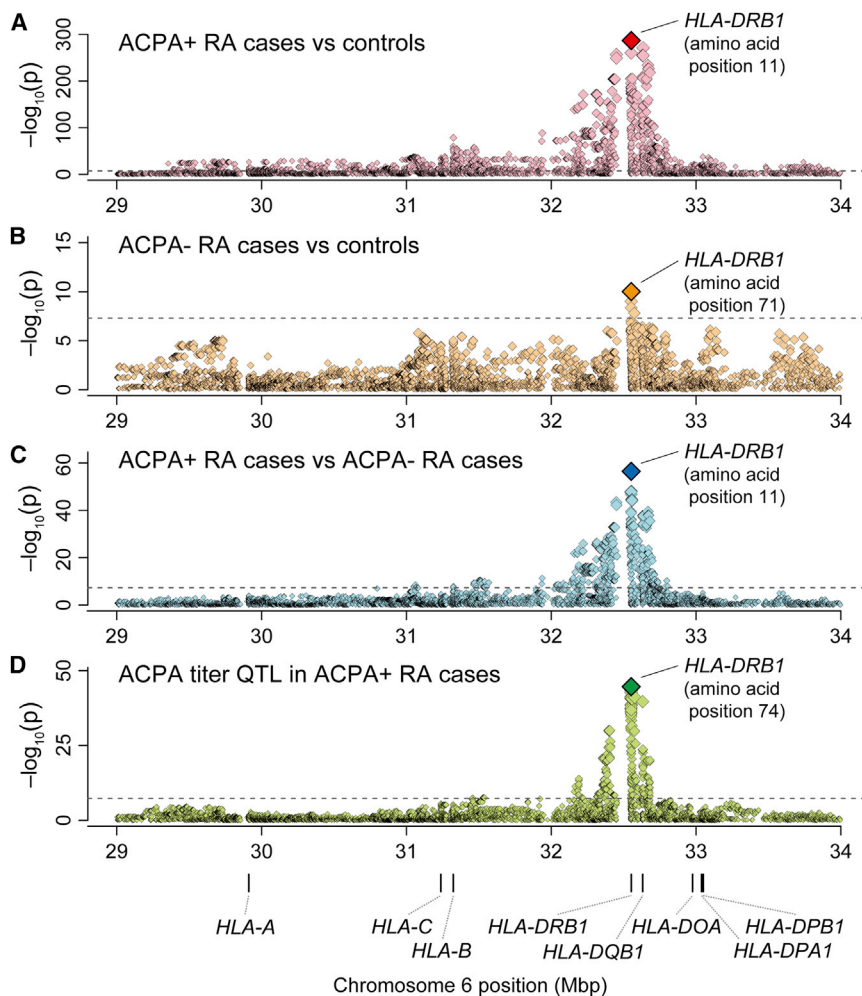 A
ACPA+ RA cases vs controls
HLA-DRB1
(amino acid
position 11)
−log10(p)
300
200
100
0
29 30 31 32 33 34
B
ACPA- RA cases vs controls
HLA-DRB1
(amino acid
position 71)
−log10(p)
15
10
5
0
29 30 31 32 33 34
C
ACPA+ RA cases vs ACPA- RA cases
HLA-DRB1
(amino acid
position 11)
−log10(p)
60
40
20
0
29 30 31 32 33 34
D
ACPA titer QTL in ACPA+ RA cases
HLA-DRB1
(amino acid
position 74)
−log10(p)
50
25
0
29 30 31 32 33 34
HLA-A HLA-C HLA-DRB1 HLA-DOA HLA-DPB1
HLA-B HLA-DQB1 HLA-DPA1
Chromosome 6 position (Mbp)